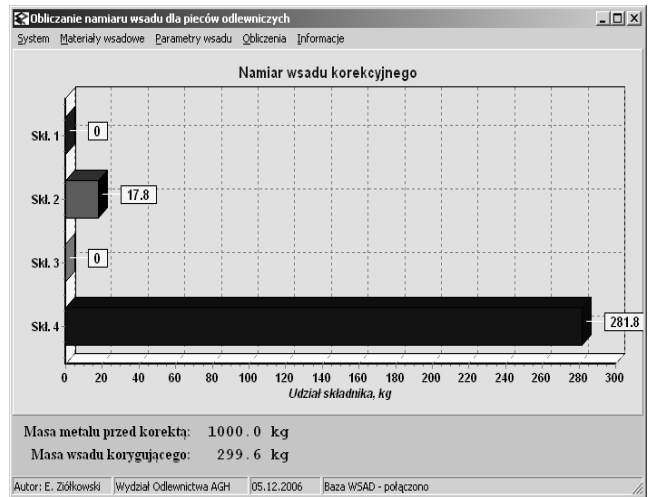 Obliczanie namiaru wsadu dla pieców odlewniczych
System Materiały wsadowe Parametry wsadu Obliczenia Informacje
Namiar wsadu korekcyjnego
Skł. 1
0
Skł. 2
17.8
Skł. 3
0
Skł. 4
281.8
0 20 40 60 80 100 120 140 160 180 200 220 240 260 280 300
Udział składnika, kg
Masa metalu przed korektą: 1000.0 kg
Masa wsadu korygującego: 299.6 kg
Autor: E. Ziółkowski Wydział Odlewnictwa AGH 05.12.2006 Baza WSAD - połączono